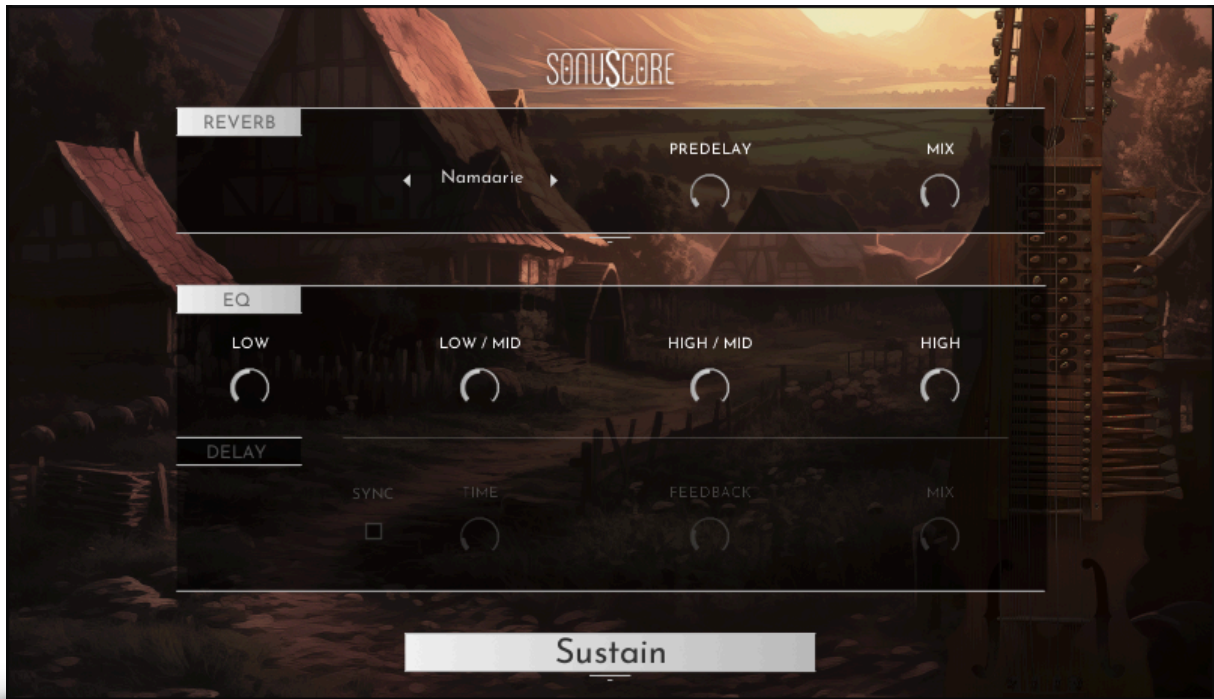 SONUSCORE
REVERB
PREDELAY MIX
Namaarie
EQ
LOW LOW / MID HIGH / MID HIGH
DELAY
SYNC TIME FEEDBACK MIX
Sustain